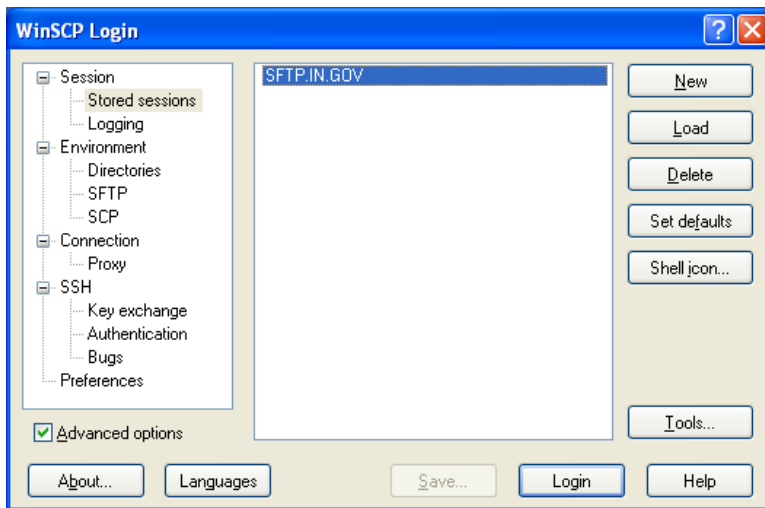 WinSCP Login
Session
Stored sessions
Logging
Environment
Directories
SFTP
SCP
Connection
Proxy
SSH
Key exchange
Authentication
Bugs
Preferences
Advanced options
SFTP.IN.GOV
New
Load
Delete
Set defaults
Shell icon...
Tools...
About...
Languages
Save...
Login
Help